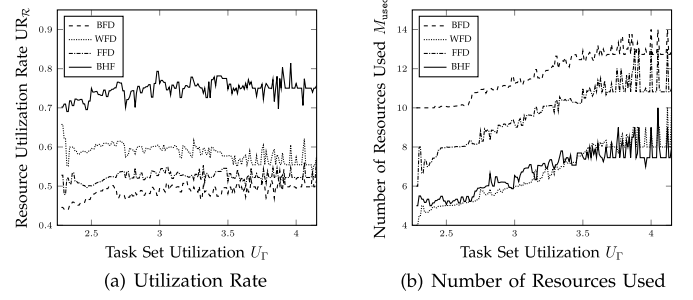 0.9
0.8
0.7
0.6
0.5
0.4
2.5
3
3.5
4
Resource Utilization Rate UR_R
Task Set Utilization U_Γ
BFD
WFD
FFD
BHF
(a) Utilization Rate
14
12
10
8
6
4
2.5
3
3.5
4
Number of Resources Used M_used
Task Set Utilization U_Γ
BFD
WFD
FFD
BHF
(b) Number of Resources Used